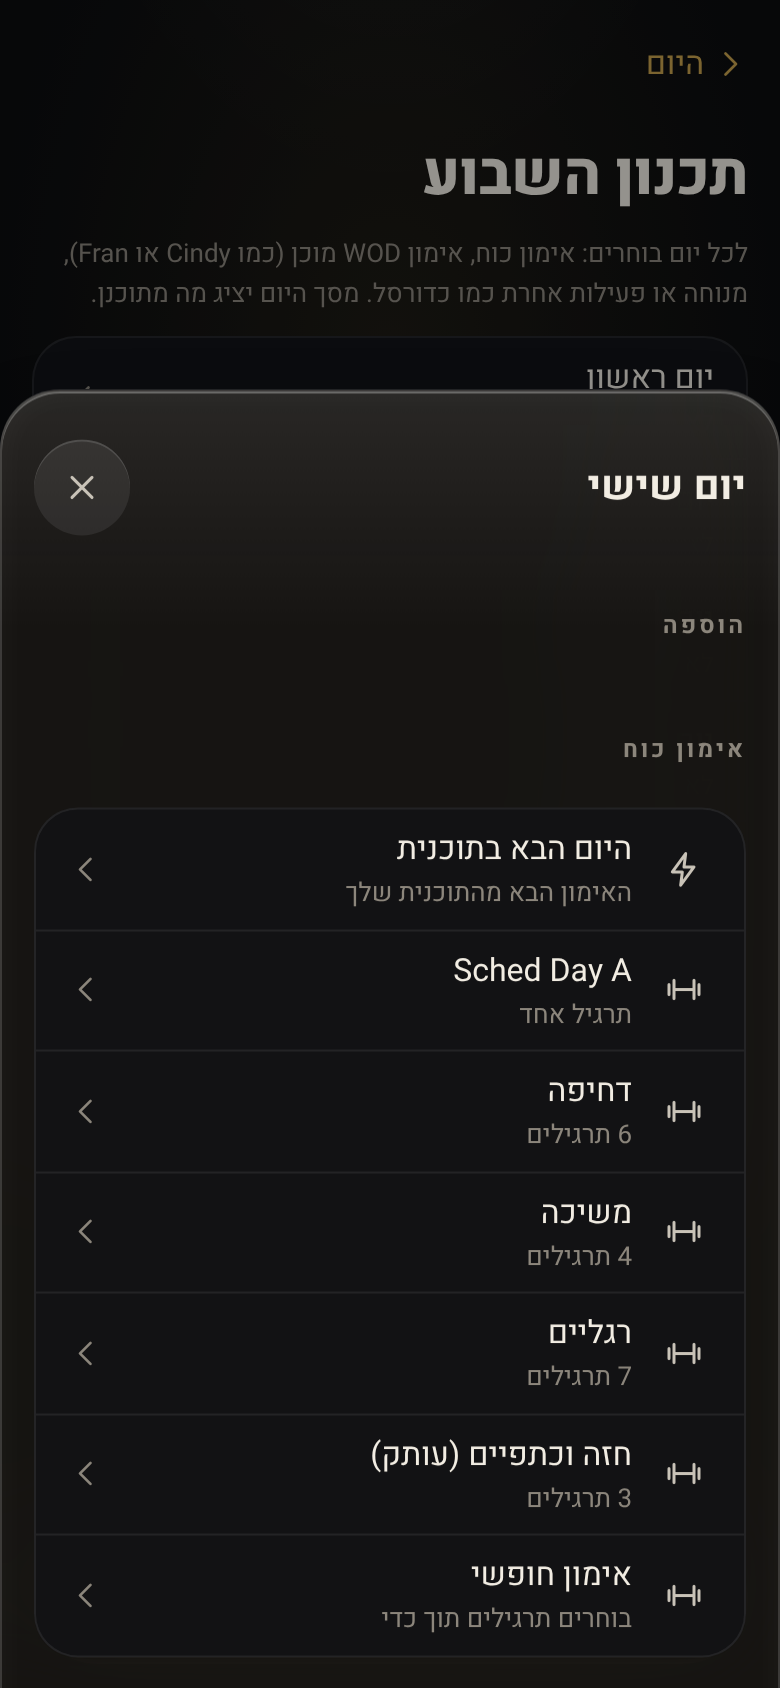 היום
תכנון השבוע
לכל יום בוחרים: אימון כוח, אימון WOD מוכן (כמו Cindy או Fran),
מנוחה או פעילות אחרת כמו כדורסל. מסך היום יציג מה מתוכנן.
יום ראשון
יום שישי
הוספה
אימון כוח
היום הבא בתוכנית
האימון הבא מהתוכנית שלך
Sched Day A
תרגיל אחד
דחיפה
6 תרגילים
משיכה
4 תרגילים
רגליים
7 תרגילים
חזה וכתפיים (עותק)
3 תרגילים
אימון חופשי
בוחרים תרגילים תוך כדי